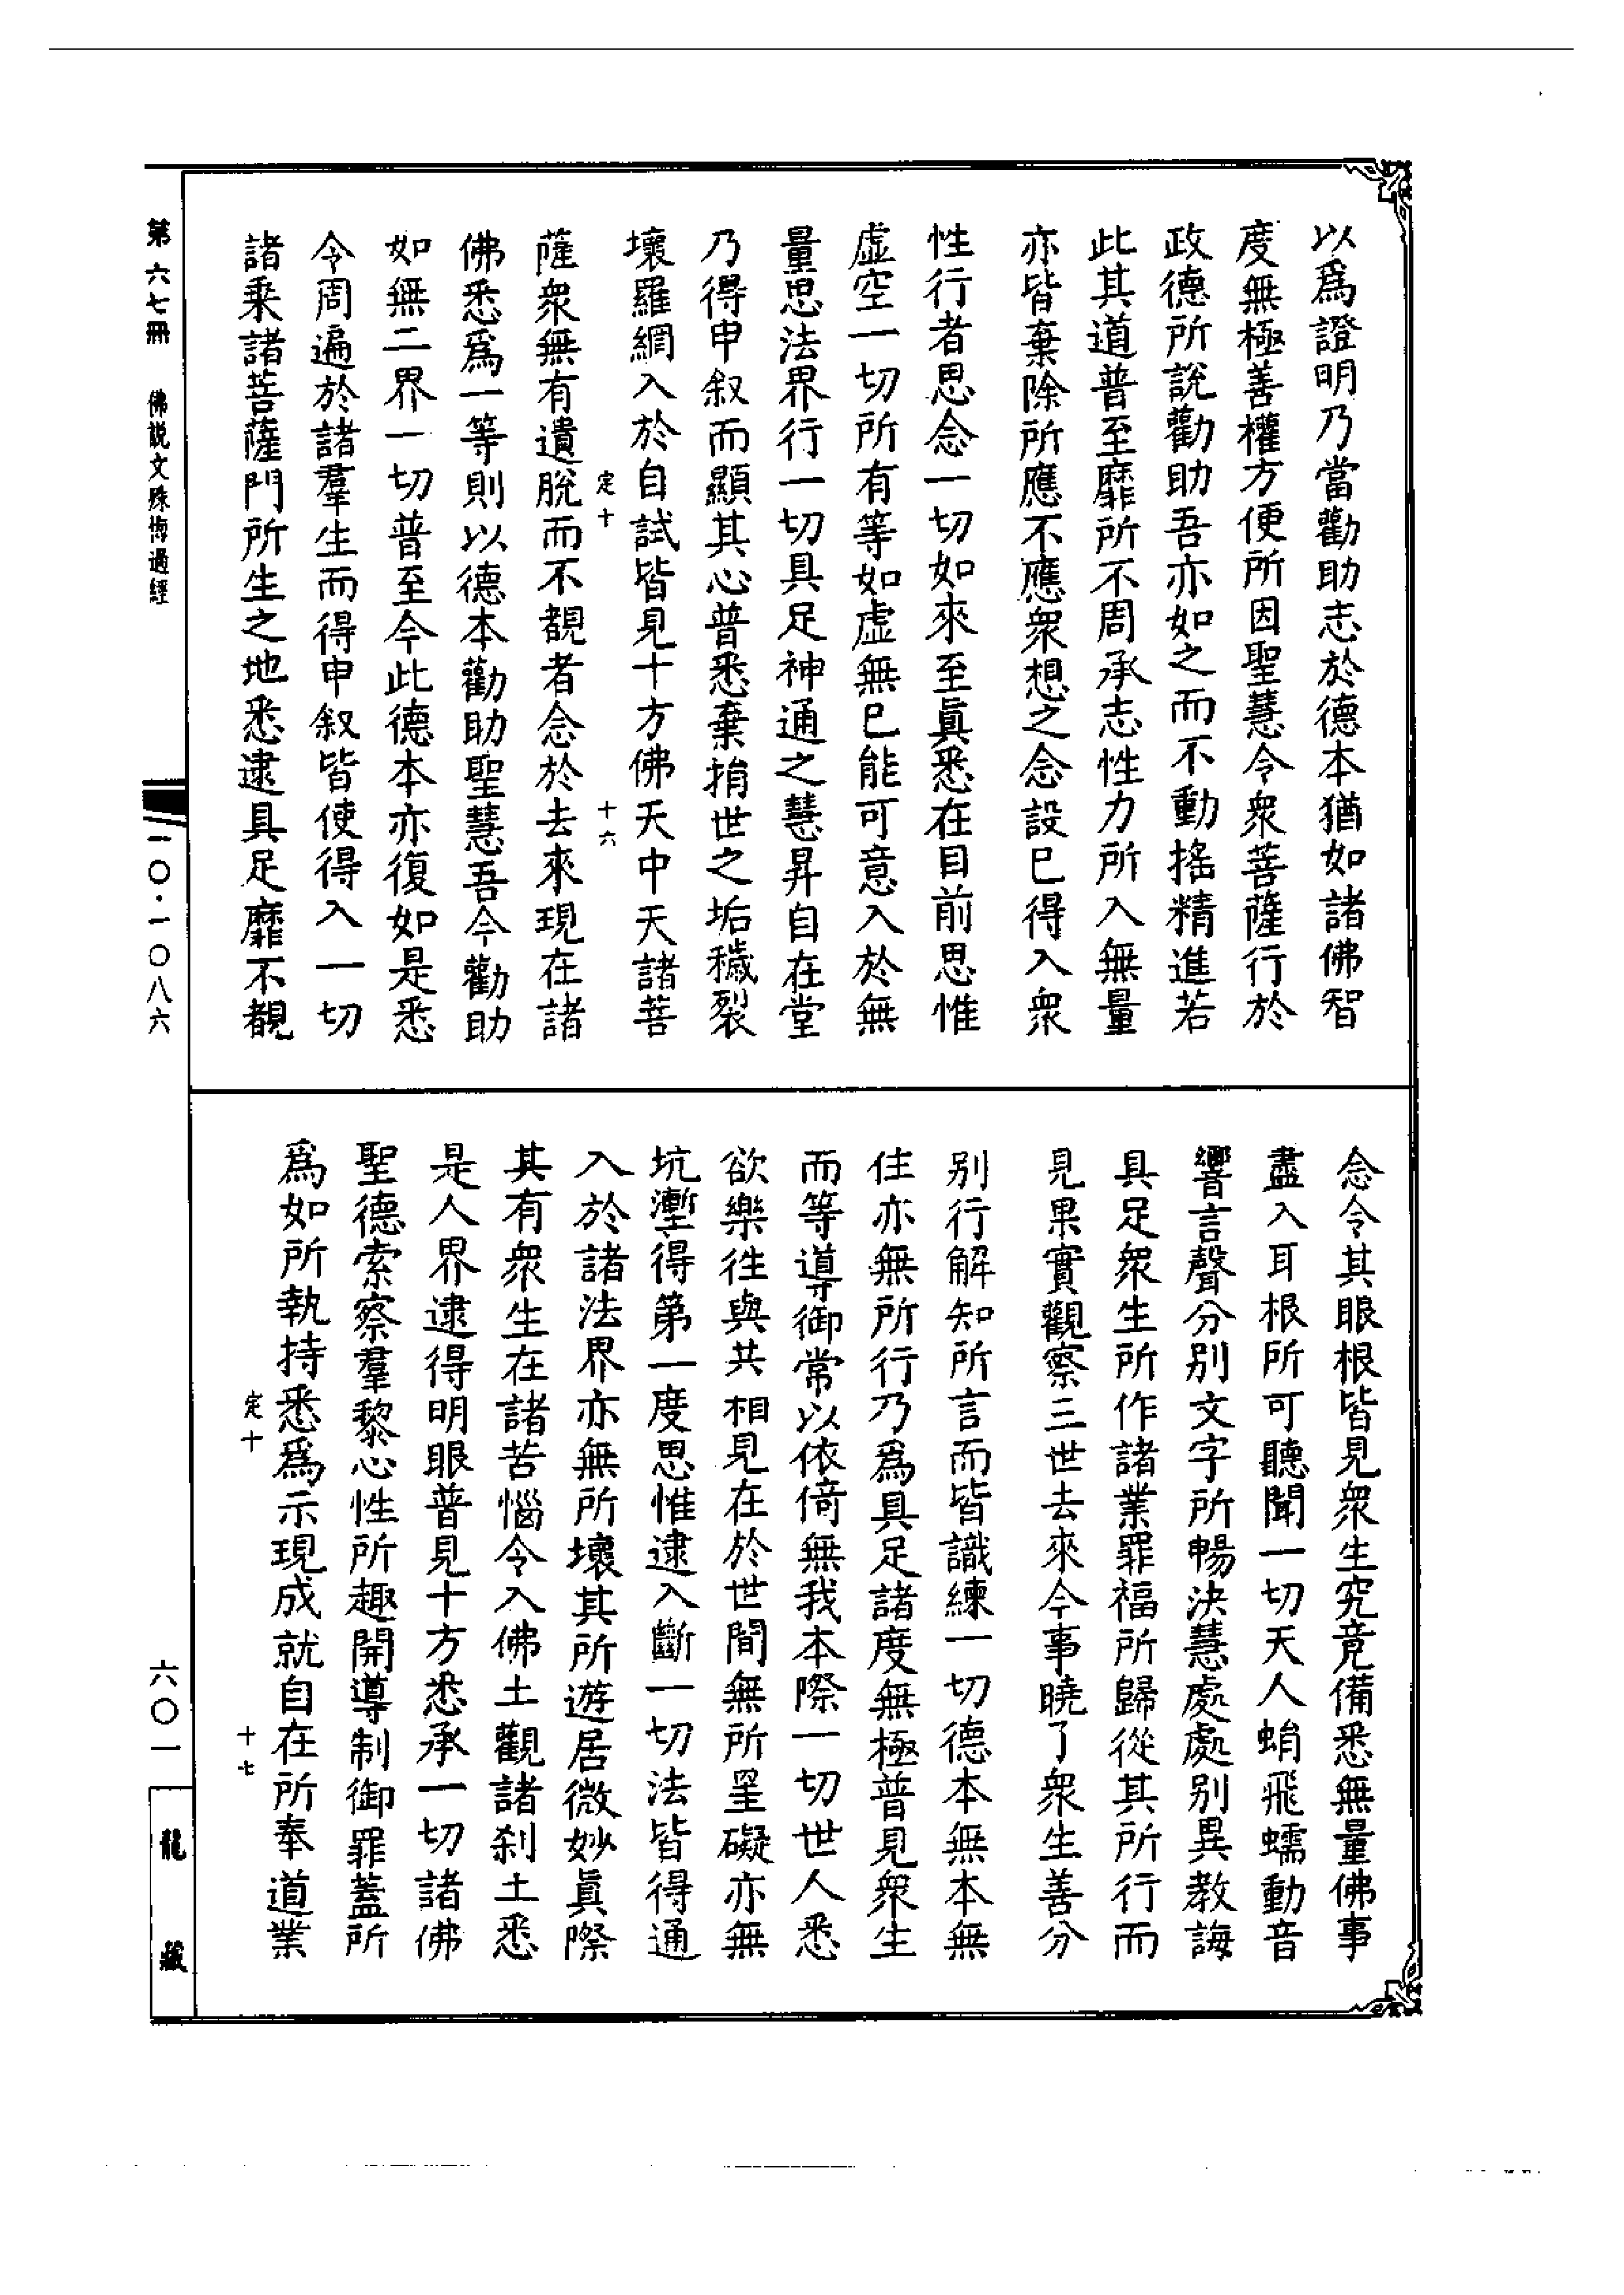 以爲證明乃當勸助志於德本猶如諸佛智
度無極善權方便所因聖慧令衆菩薩行於
政德所說勸助吾亦如之而不動搖精進若
此其道普至靡所不周承志性力所入無量
亦皆棄除所應不應衆想之念設已得入衆
性行者思念一切如來至眞悉在目前思惟
虛空一切所有等如虛無已能可意入於無
量思法界行一切具足神通之慧昇自在堂
乃得申叙而顯其心普悉棄捐世之垢穢裂
壞羅網入於自試皆見十方佛天中天諸菩
定十
十六
薩衆無有遺脫而不覩者念於去來現在諸
佛悉爲一等則以德本勸助聖慧吾今勸助
如無二界一切普至今此德本亦復如是悉
令周遍於諸羣生而得申叙皆使得入一切
諸乘諸菩薩門所生之地悉逮具足靡不覩
念令其眼根皆見衆生究竟備悉無量佛事
盡入耳根所可聽聞一切天人蜎飛蠕動音
響言聲分別文字所暢決慧處處別異教誨
具足衆生所作諸業罪福所歸從其所行而
見果實觀察三世去來今事曉了衆生善分
別行解知所言而皆識練一切德本無本無
住亦無所行乃爲具足諸度無極普見衆生
而等導御常以依倚無我本際一切世人悉
欲樂往與共相見在於世間無所罣礙亦無
坑壍得第一度思惟逮入斷一切法皆得通
入於諸法界亦無所壞其所遊居微妙眞際
其有衆生在諸苦惱令入佛土觀諸刹土悉
是人界逮得明眼普見十方悉承一切諸佛
聖德索察羣黎心性所趣開導制御罪蓋所
爲如所執持悉爲示現成就自在所奉道業
定十
十七
第六七冊 佛説文殊悔過經
一〇·一〇八六
六〇一
龍藏